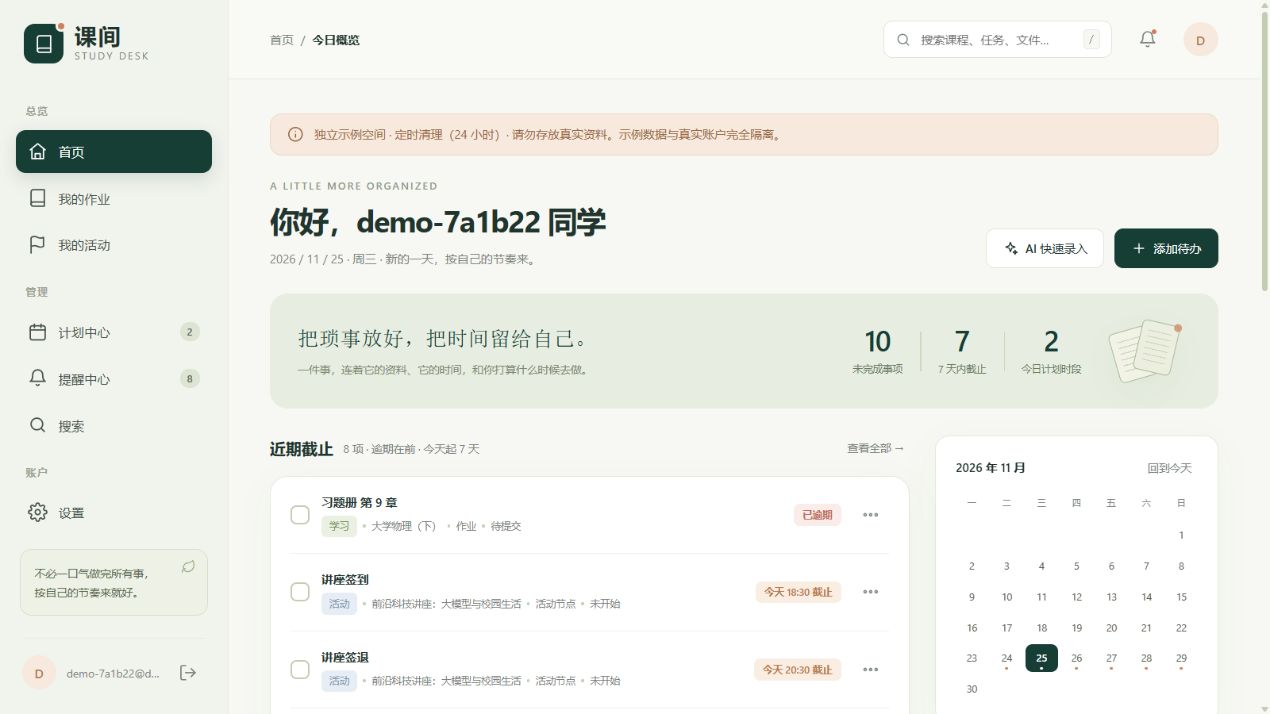 课间
STUDY DESK
总览
首页
我的作业
我的活动
管理
计划中心 2
提醒中心 8
搜索
账户
设置
不必一口气做完所有事，
按自己的节奏来就好。
D demo-7a1b22@d...
首页 / 今日概览
搜索课程、任务、文件... /
D
独立示例空间 · 定时清理（24 小时）· 请勿存放真实资料。示例数据与真实账户完全隔离。
A LITTLE MORE ORGANIZED
你好，demo-7a1b22 同学
2026 / 11 / 25 · 周三 · 新的一天，按自己的节奏来。
AI 快速录入
添加待办
把琐事放好，把时间留给自己。
一件事，连着它的资料、它的时间，和你打算什么时候去做。
10 7 2
未完成事项 7 天内截止 今日计划时段
近期截止 8 项 · 逾期在前 · 今天起 7 天 查看全部 →
习题册 第 9 章
学习 • 大学物理（下） • 作业 • 待提交
已逾期
讲座签到
活动 • 前沿科技讲座：大模型与校园生活 • 活动节点 • 未开始
今天 18:30 截止
讲座签退
活动 • 前沿科技讲座：大模型与校园生活 • 活动节点 • 未开始
今天 20:30 截止
2026 年 11 月 回到今天
一 二 三 四 五 六 日
1
2 3 4 5 6 7 8
9 10 11 12 13 14 15
16 17 18 19 20 21 22
23 24 25 26 27 28 29
30